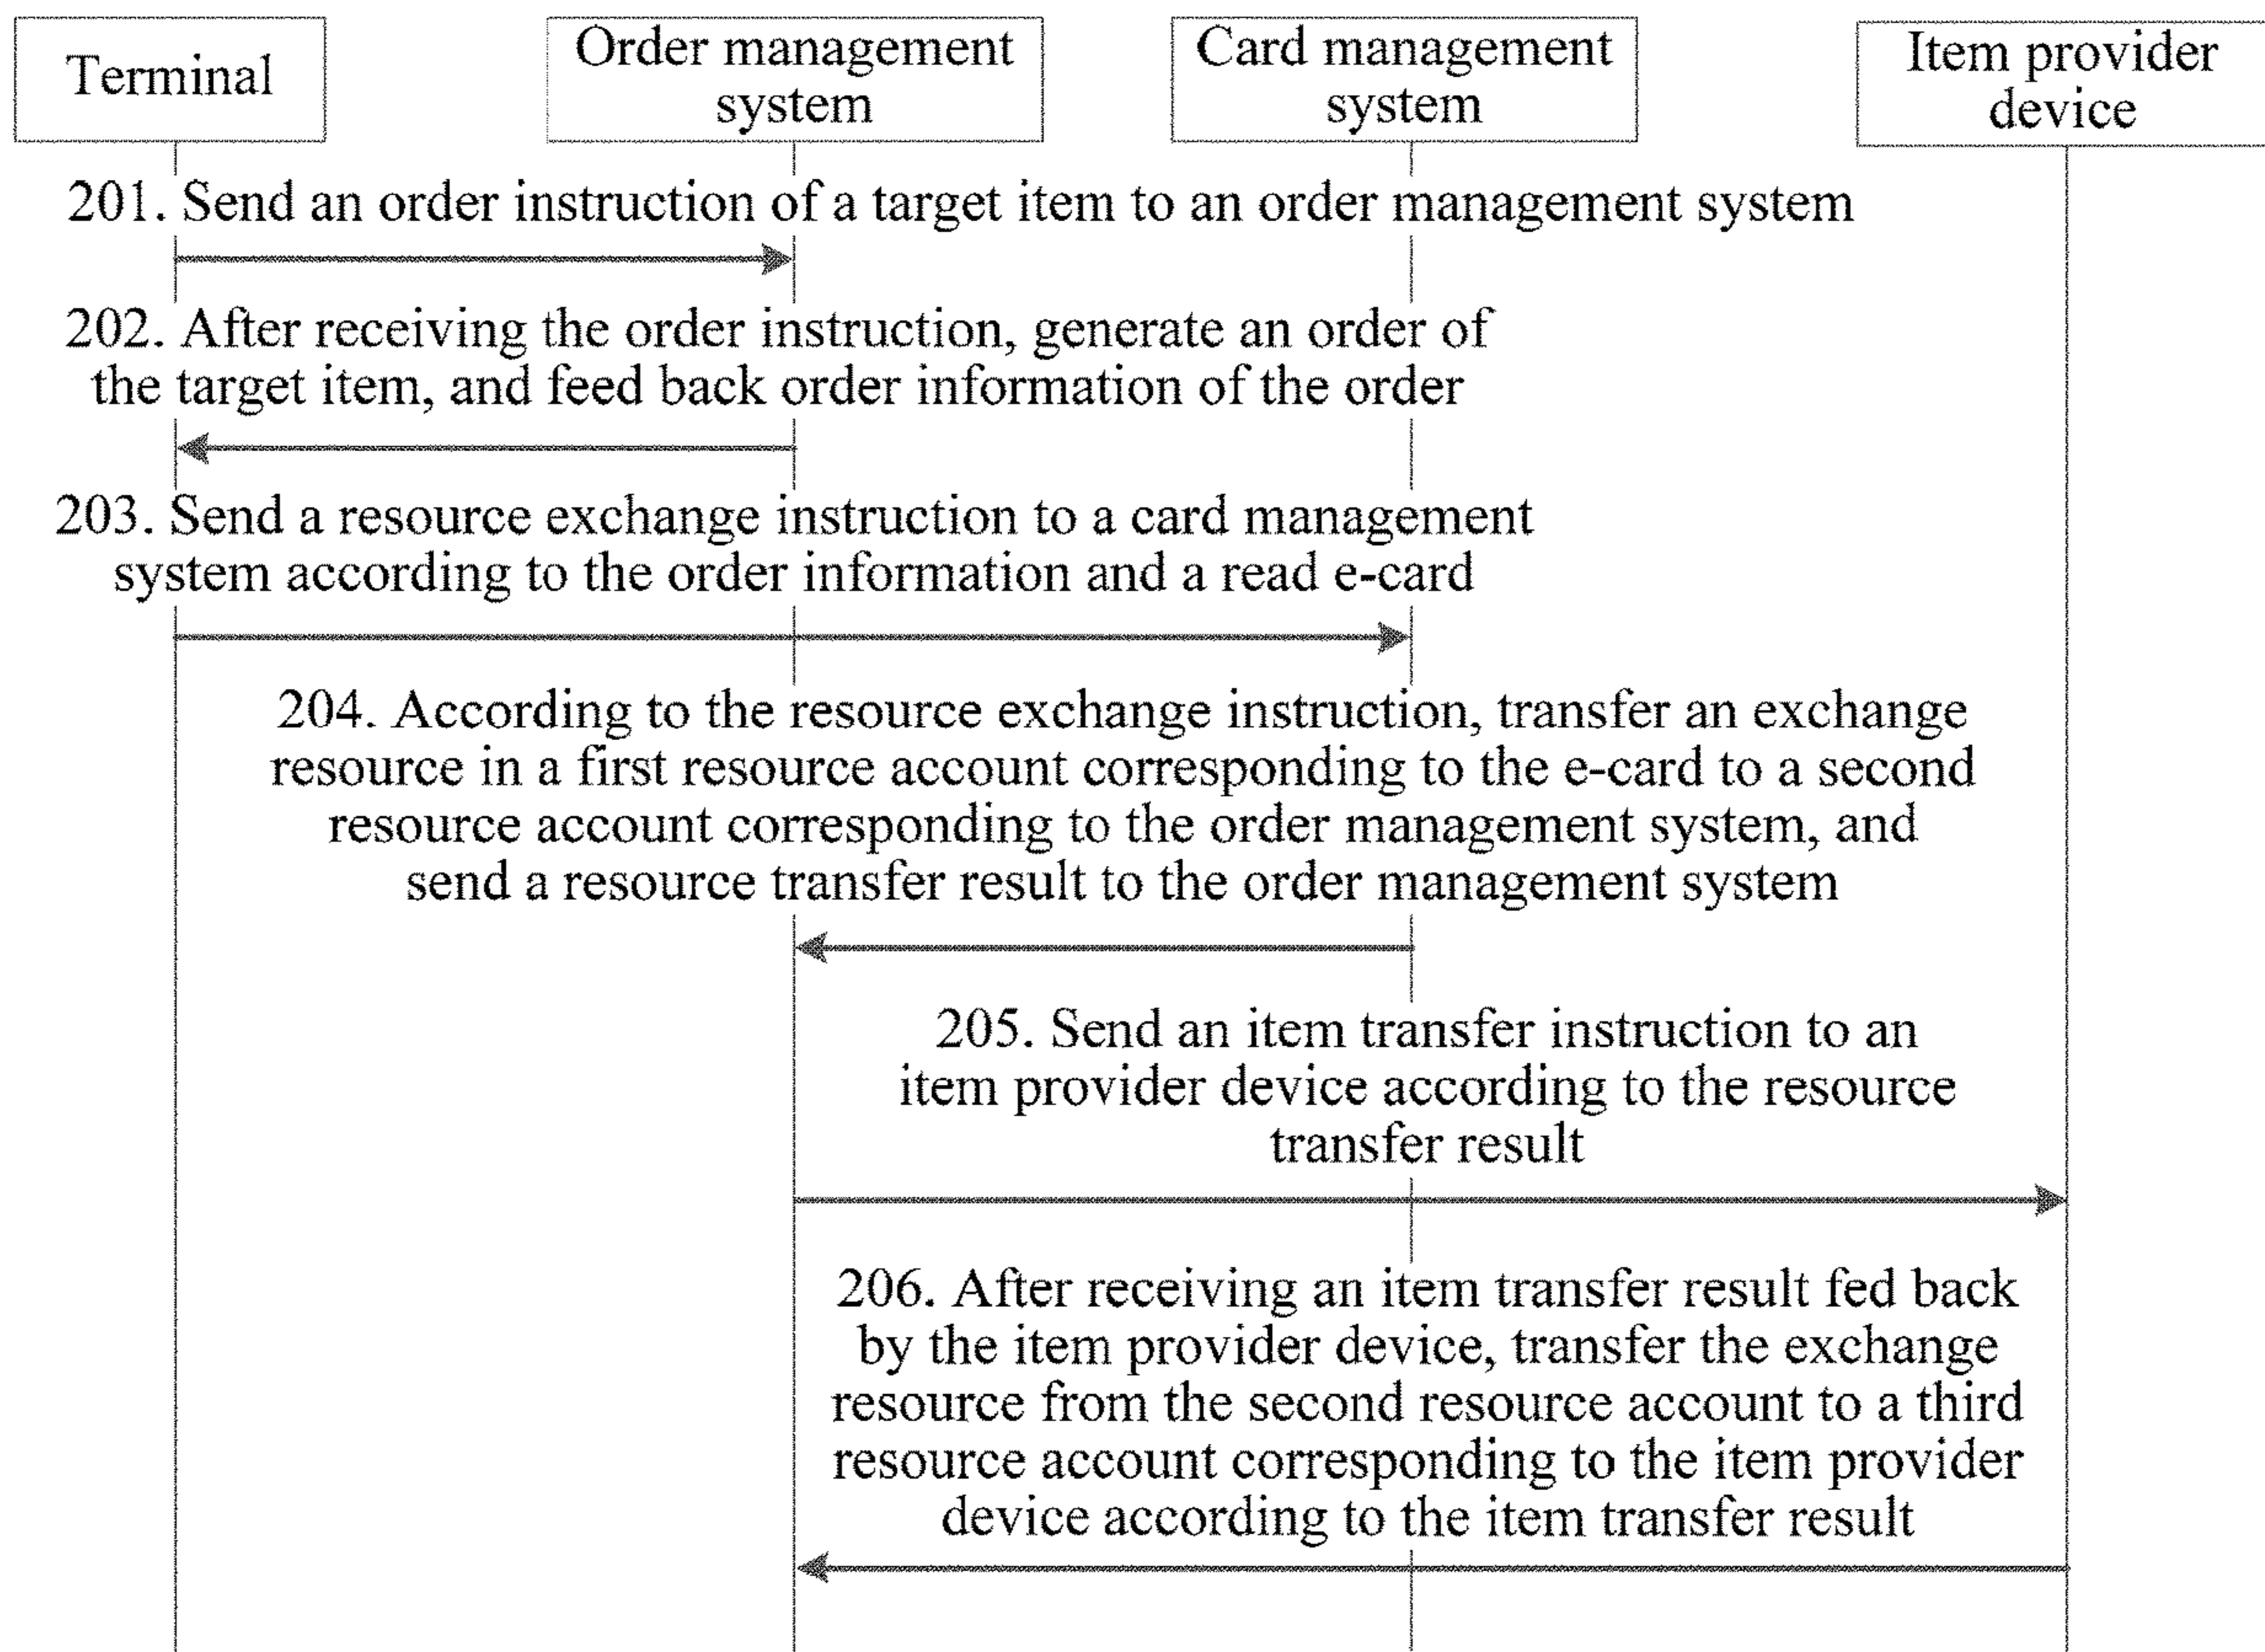 Terminal
Order management
system
Card management
system
Item provider
device
201. Send an order instruction of a target item to an order management system
202. After receiving the order instruction, generate an order of
the target item, and feed back order information of the order
203. Send a resource exchange instruction to a card management
system according to the order information and a read e-card
204. According to the resource exchange instruction, transfer an exchange
resource in a first resource account corresponding to the e-card to a second
resource account corresponding to the order management system, and
send a resource transfer result to the order management system
205. Send an item transfer instruction to an
item provider device according to the resource
transfer result
206. After receiving an item transfer result fed back
by the item provider device, transfer the exchange
resource from the second resource account to a third
resource account corresponding to the item provider
device according to the item transfer result